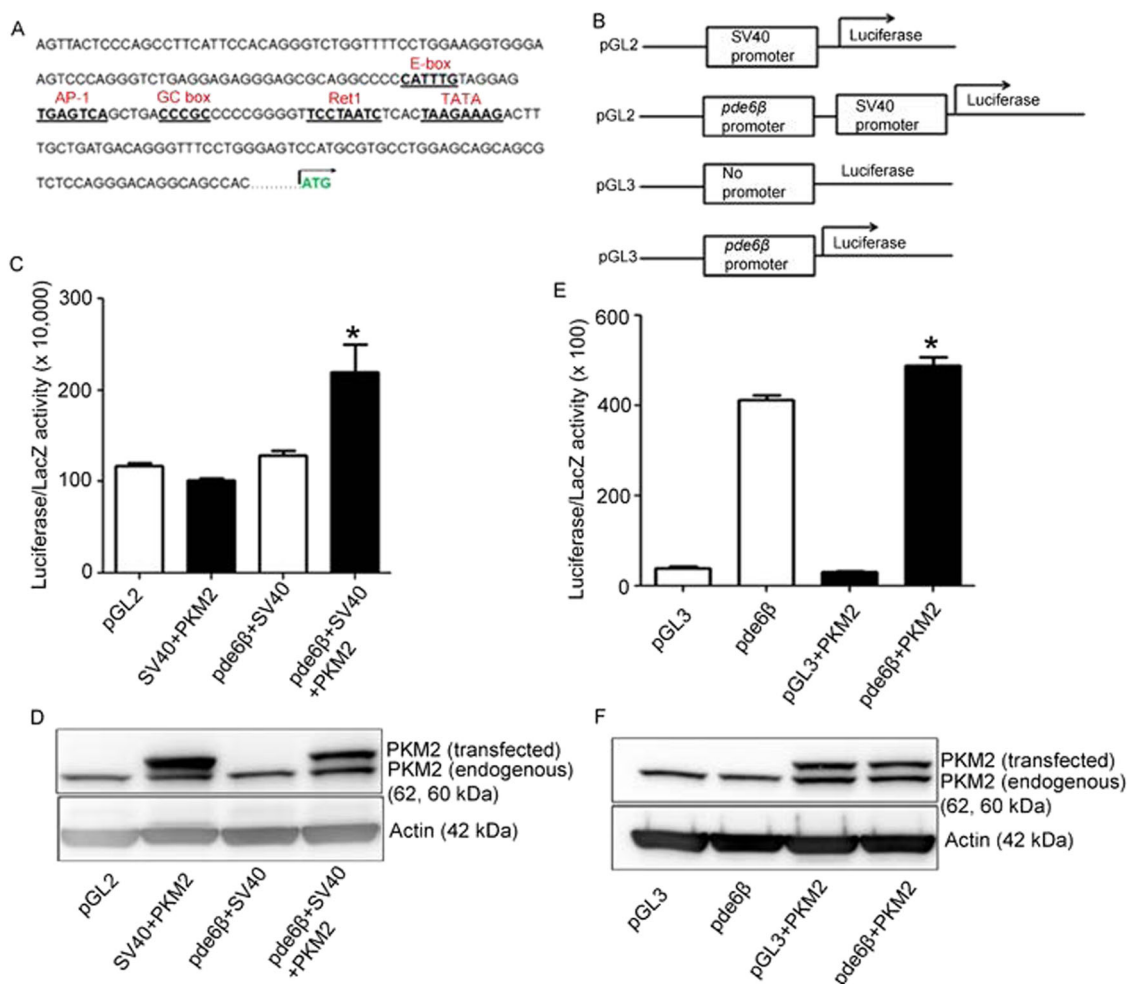 A
AGTTACTCCCAGCCTTCATTCCACAGGGTCTGGTTTTCCTGGAAGGTGGGA
E-box
AGTCCCAGGGTCTGAGGAGAGGGAGCGCAGGCCCCCATTTGTAGGAG
AP-1 GC box Ret1 TATA
TGAGTCAGCTGACCCGCCCCCGGGGTTCCTAATCTCACTAAGAAAGACTT
TGCTGATGACAGGGTTTCCTGGGAGTCCATGCGTGCCTGGAGCAGCAGCG
TCTCCAGGGACAGGCAGCCAC..........ATG
B
pGL2 SV40 promoter Luciferase
pGL2 pde6β promoter SV40 promoter Luciferase
pGL3 No promoter Luciferase
pGL3 pde6β promoter Luciferase
C
Luciferase/LacZ activity (x 10,000)
300
200
100
0
*
pGL2
SV40+PKM2
pde6β+SV40
pde6β+SV40
+PKM2
E
Luciferase/LacZ activity (x 100)
600
400
200
0
*
pGL3
pde6β
pGL3+PKM2
pde6β+PKM2
D
PKM2 (transfected)
PKM2 (endogenous)
(62, 60 kDa)
Actin (42 kDa)
pGL2
SV40+PKM2
pde6β+SV40
pde6β+SV40
+PKM2
F
PKM2 (transfected)
PKM2 (endogenous)
(62, 60 kDa)
Actin (42 kDa)
pGL3
pde6β
pGL3+PKM2
pde6β+PKM2